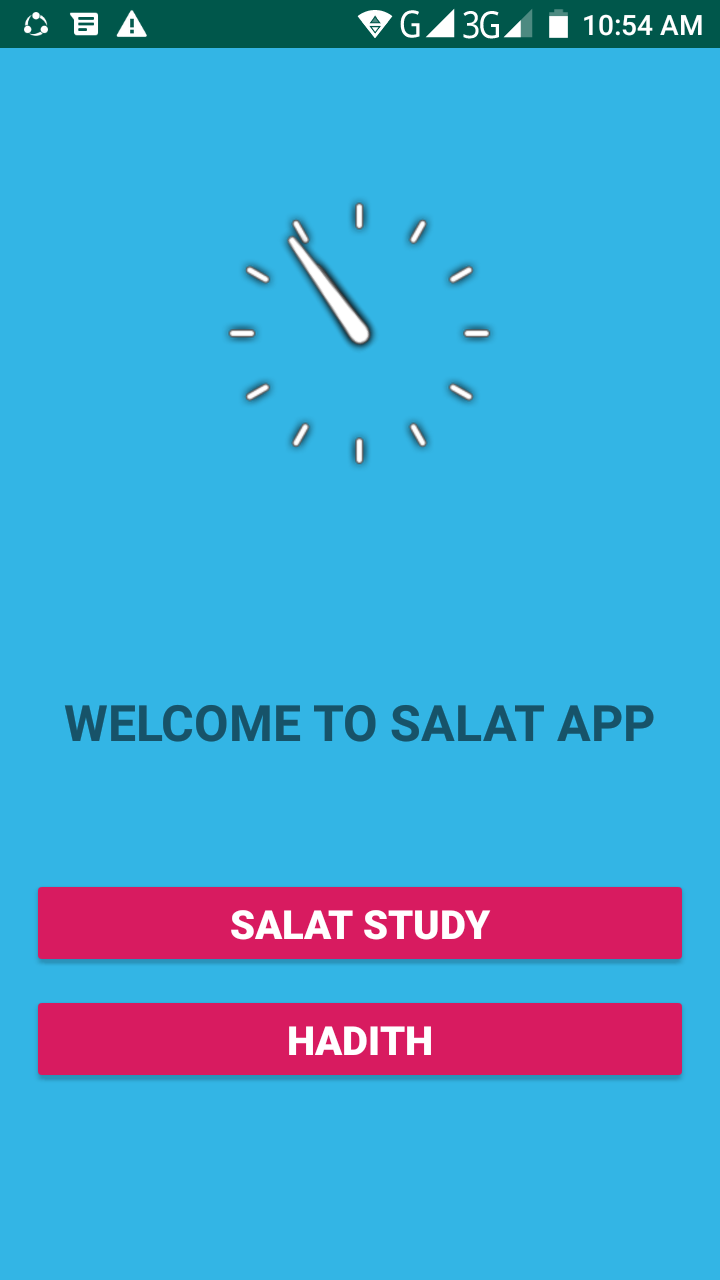 G 3G 10:54 AM
WELCOME TO SALAT APP
SALAT STUDY
HADITH